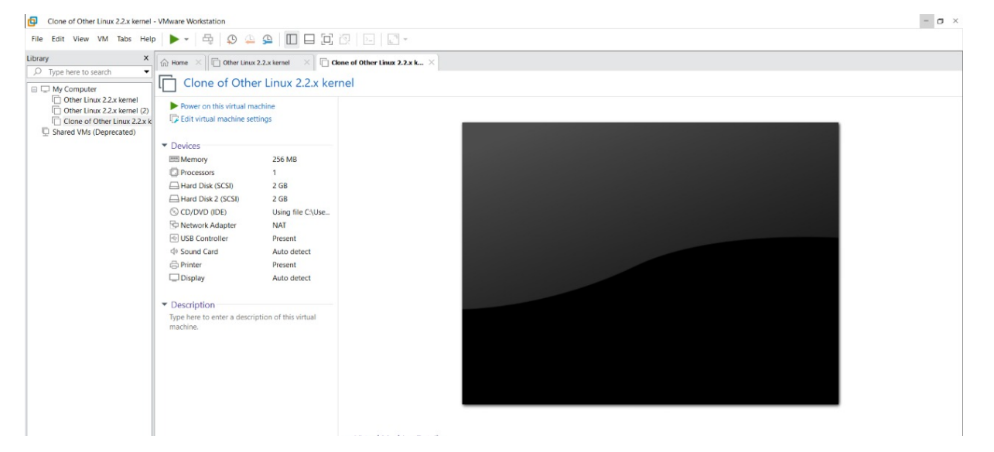 Clone of Other Linux 2.2.x kernel - VMware Workstation
File Edit View VM Tabs Help
Library X
Home Other Linux 2.2.x kernel Clone of Other Linux 2.2.x k...
Type here to search
Clone of Other Linux 2.2.x kernel
My Computer
Other Linux 2.2.x kernel
Other Linux 2.2.x kernel (2)
Clone of Other Linux 2.2.x k
Shared VMs (Deprecated)
Power on this virtual machine
Edit virtual machine settings
Devices
Memory 256 MB
Processors 1
Hard Disk (SCSI) 2 GB
Hard Disk 2 (SCSI) 2 GB
CD/DVD (IDE) Using file C:\Use...
Network Adapter NAT
USB Controller Present
Sound Card Auto detect
Printer Present
Display Auto detect
Description
Type here to enter a description of this virtual
machine.